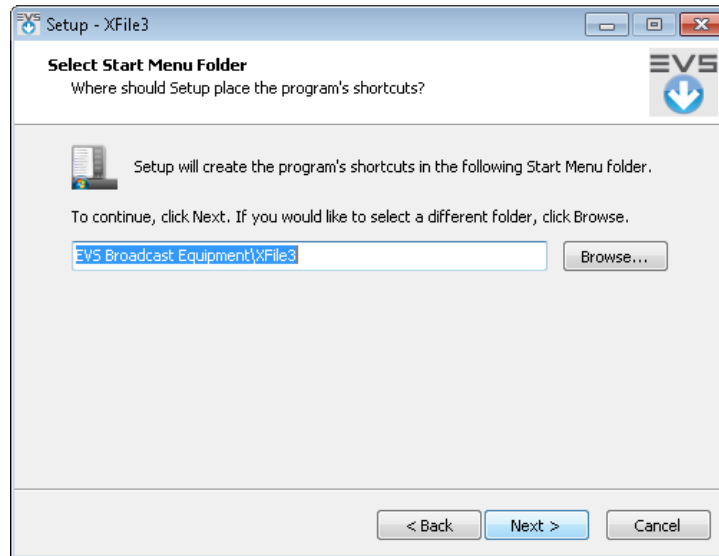 EVS Setup - XFile3
Select Start Menu Folder
Where should Setup place the program's shortcuts?
EVS
Setup will create the program's shortcuts in the following Start Menu folder.
To continue, click Next. If you would like to select a different folder, click Browse.
EVS Broadcast Equipment\XFile3
Browse...
< Back
Next >
Cancel